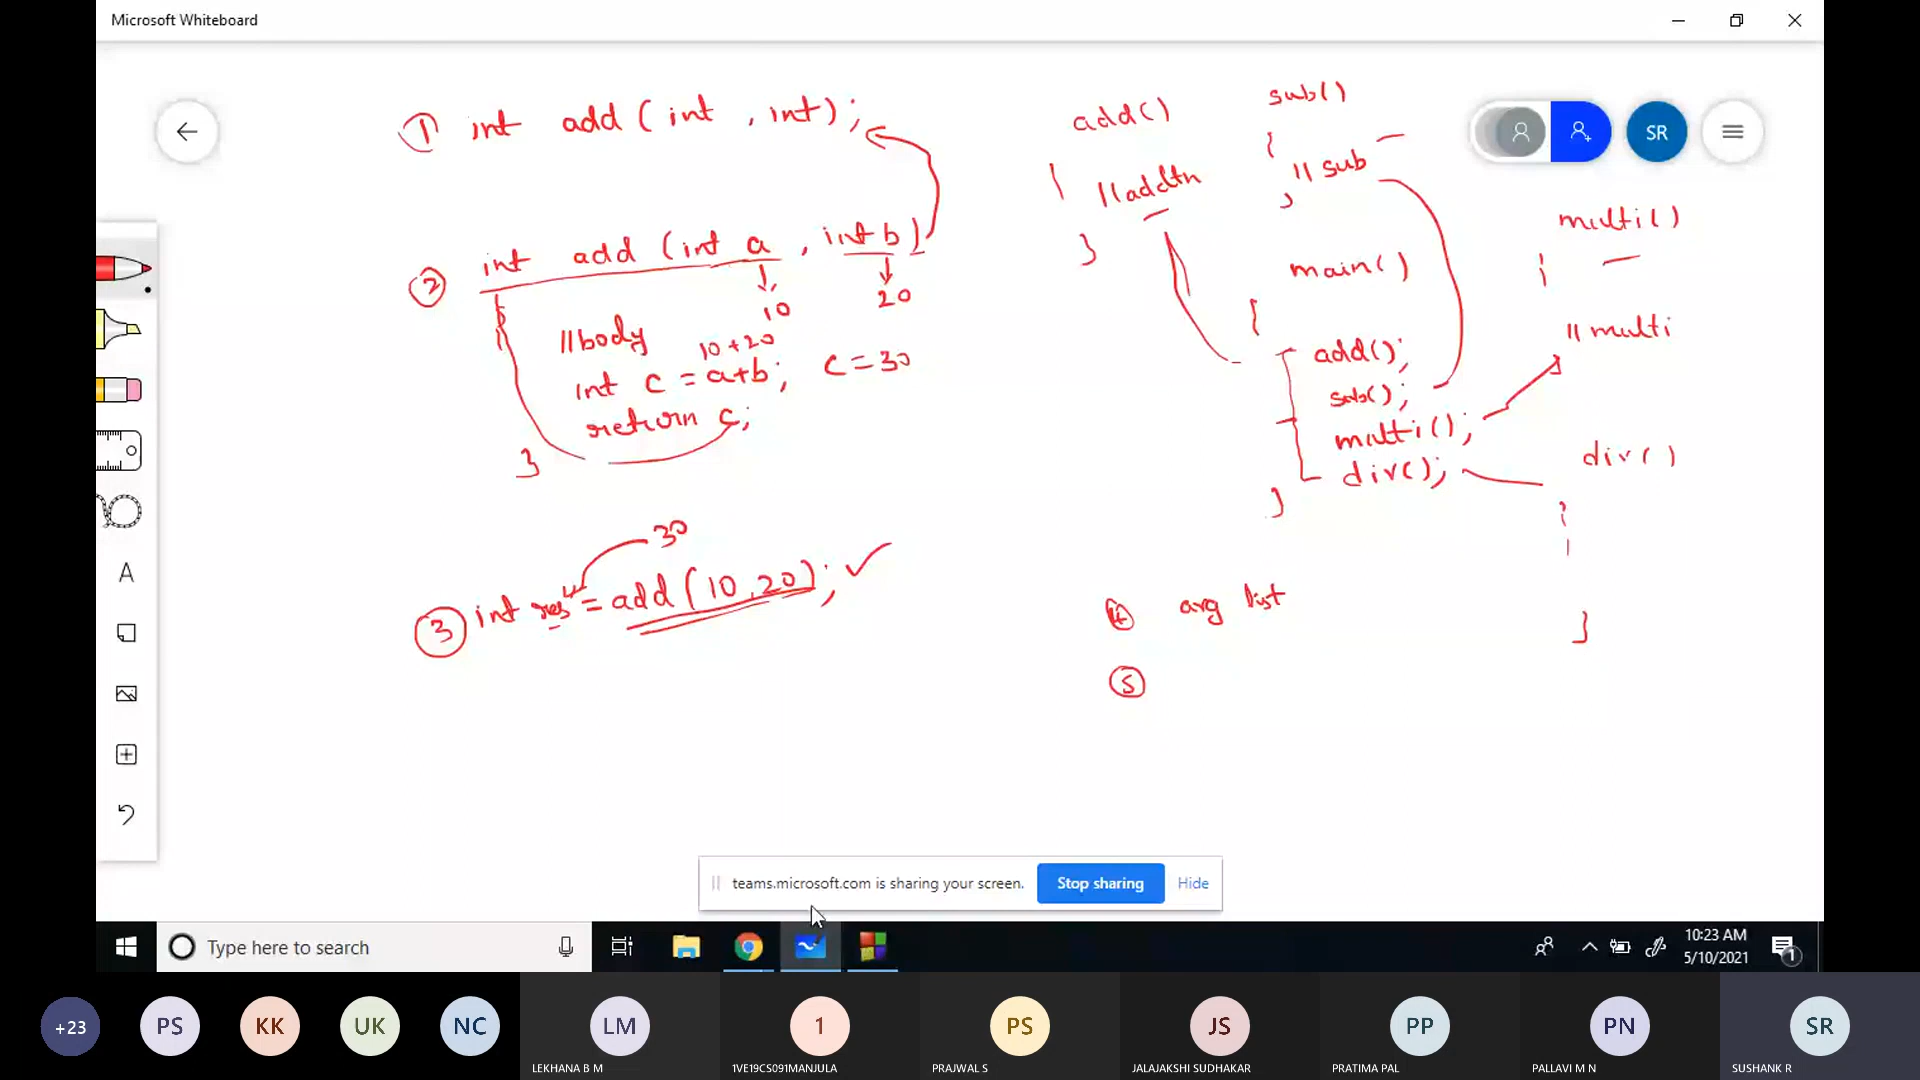 Microsoft Whiteboard
① int add ( int , int ) ;
② int add ( int a , int b )
10
20
{
// body
10 + 20
int c = a+b ; c = 30
return c ;
}
30
③ int res = add ( 10 , 20 ) ;
add ( )
{
// addtn
}
sub ( )
{
// sub
}
main ( )
{
add ( ) ;
sub ( ) ;
multi ( ) ;
div ( ) ;
}
multi ( )
{
// multi
div ( )
{
}
④ arg list
⑤
SR
A
teams.microsoft.com is sharing your screen. Stop sharing Hide
Type here to search
10:23 AM
5/10/2021
1
+23 PS KK UK NC LM 1 PS JS PP PN SR
LEKHANA B M 1VE19CS091MANJULA PRAJWAL S JALAJAKSHI SUDHAKAR PRATIMA PAL PALLAVI M N SUSHANK R